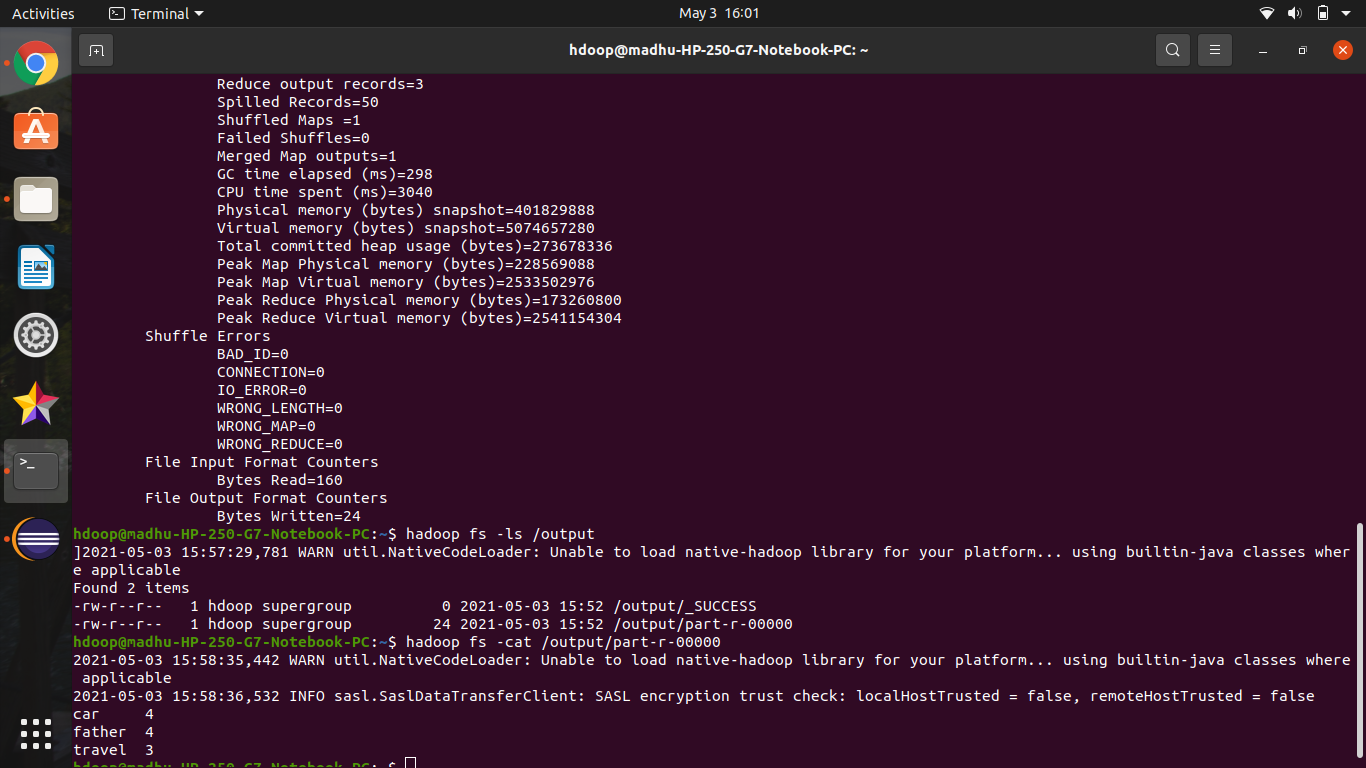 Activities
Terminal
May 3 16:01
hdoop@madhu-HP-250-G7-Notebook-PC: ~
Reduce output records=3
Spilled Records=50
Shuffled Maps =1
Failed Shuffles=0
Merged Map outputs=1
GC time elapsed (ms)=298
CPU time spent (ms)=3040
Physical memory (bytes) snapshot=401829888
Virtual memory (bytes) snapshot=5074657280
Total committed heap usage (bytes)=273678336
Peak Map Physical memory (bytes)=228569088
Peak Map Virtual memory (bytes)=2533502976
Peak Reduce Physical memory (bytes)=173260800
Peak Reduce Virtual memory (bytes)=2541154304
Shuffle Errors
BAD_ID=0
CONNECTION=0
IO_ERROR=0
WRONG_LENGTH=0
WRONG_MAP=0
WRONG_REDUCE=0
File Input Format Counters
Bytes Read=160
File Output Format Counters
Bytes Written=24
hdoop@madhu-HP-250-G7-Notebook-PC:~$ hadoop fs -ls /output
]2021-05-03 15:57:29,781 WARN util.NativeCodeLoader: Unable to load native-hadoop library for your platform... using builtin-java classes wher
e applicable
Found 2 items
-rw-r--r--   1 hdoop supergroup          0 2021-05-03 15:52 /output/_SUCCESS
-rw-r--r--   1 hdoop supergroup         24 2021-05-03 15:52 /output/part-r-00000
hdoop@madhu-HP-250-G7-Notebook-PC:~$ hadoop fs -cat /output/part-r-00000
2021-05-03 15:58:35,442 WARN util.NativeCodeLoader: Unable to load native-hadoop library for your platform... using builtin-java classes where
 applicable
2021-05-03 15:58:36,532 INFO sasl.SaslDataTransferClient: SASL encryption trust check: localHostTrusted = false, remoteHostTrusted = false
car     4
father  4
travel  3
hdoop@madhu-HP-250-G7-Notebook-PC:~$